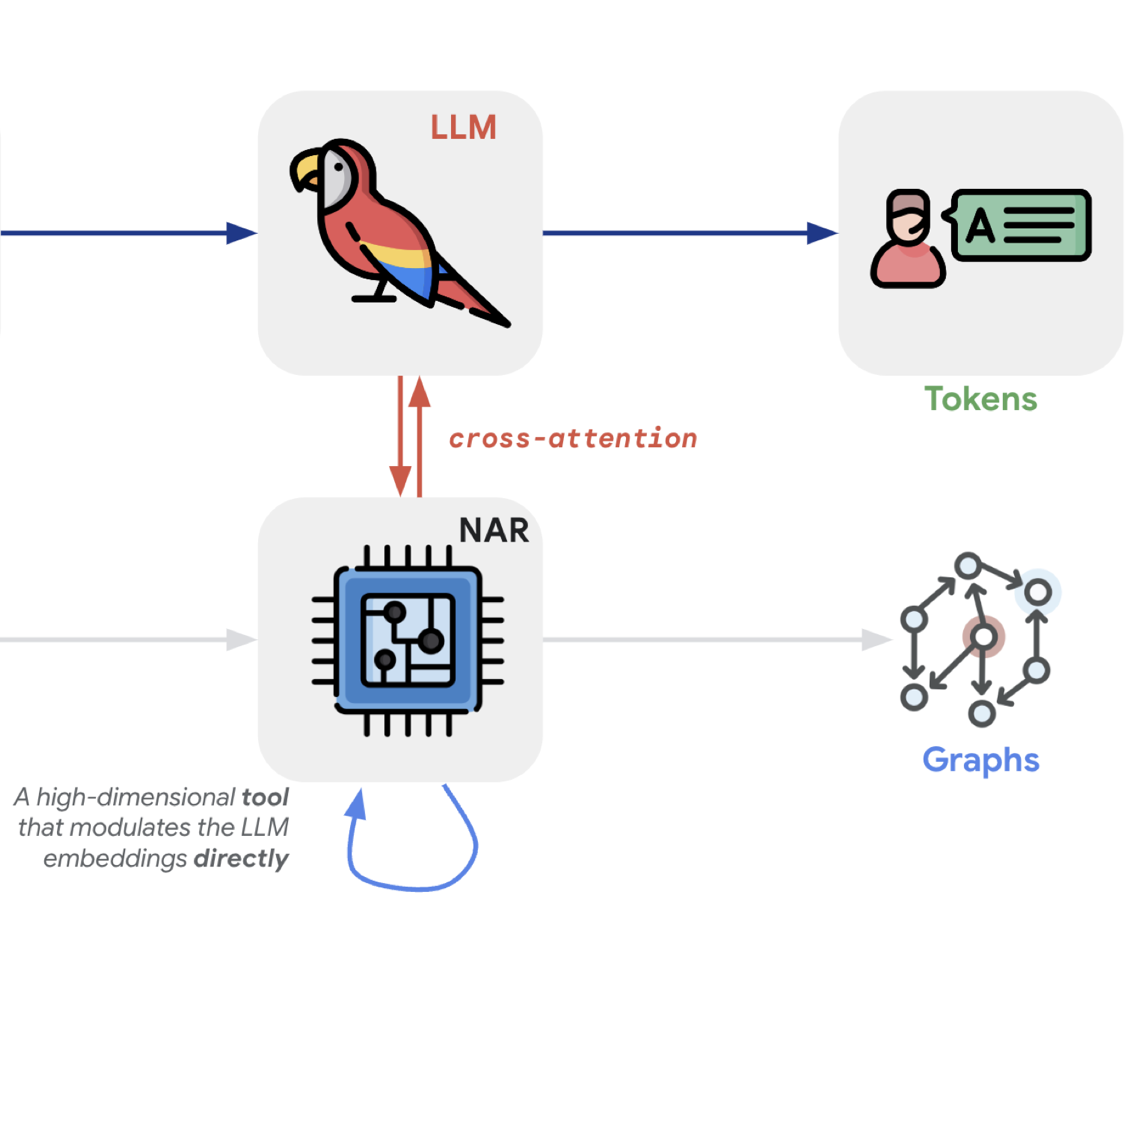 LLM
A
Tokens
cross-attention
NAR
Graphs
A high-dimensional tool
that modulates the LLM
embeddings directly